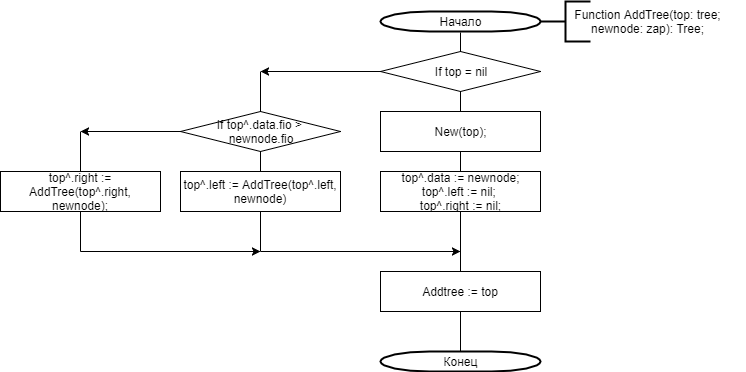 Начало
Function AddTree(top: tree;
newnode: zap): Tree;
If top = nil
If top^.data.fio >
newnode.fio
New(top);
top^.right :=
AddTree(top^.right,
newnode);
top^.left := AddTree(top^.left,
newnode)
top^.data := newnode;
top^.left := nil;
top^.right := nil;
Addtree := top
Конец